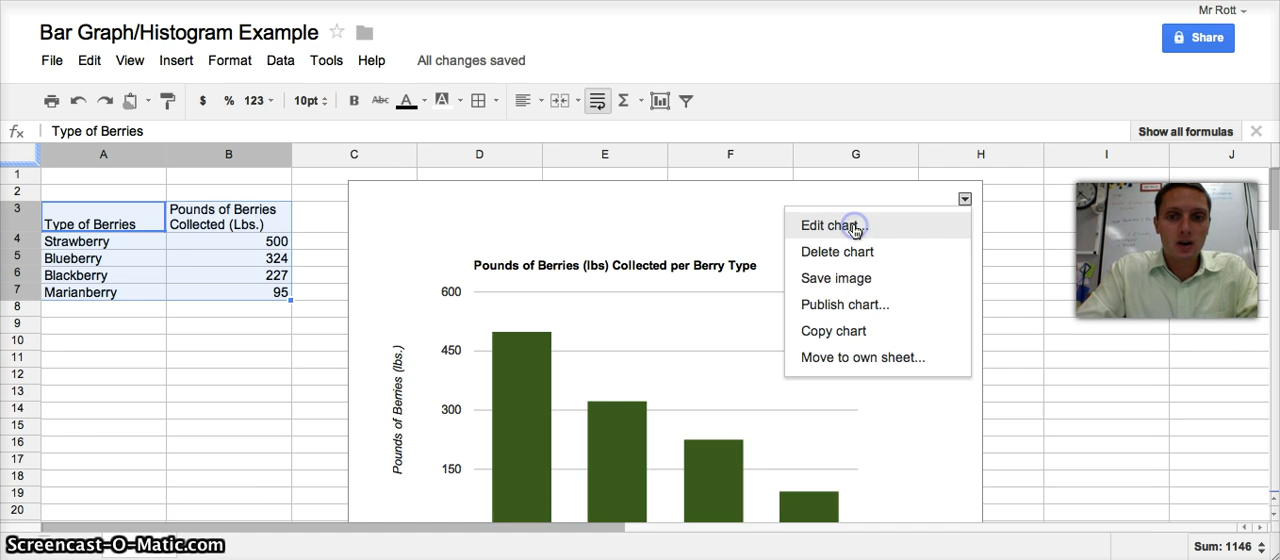 Mr Rott
Bar Graph/Histogram Example
Share
File Edit View Insert Format Data Tools Help All changes saved
$ % 123 10pt B Abc A A Σ
fx Type of Berries Show all formulas
A B C D E F G H I J
1
2
3 Type of Berries Pounds of Berries Collected (Lbs.)
4 Strawberry 500
5 Blueberry 324
6 Blackberry 227
7 Marianberry 95
8
9
10
11
12
13
14
15
16
17
18
19
20
Edit chart...
Delete chart
Save image
Publish chart...
Copy chart
Move to own sheet...
Pounds of Berries (lbs) Collected per Berry Type
Pounds of Berries (lbs.)
600
450
300
150
Screencast-O-Matic.com
Sum: 1146